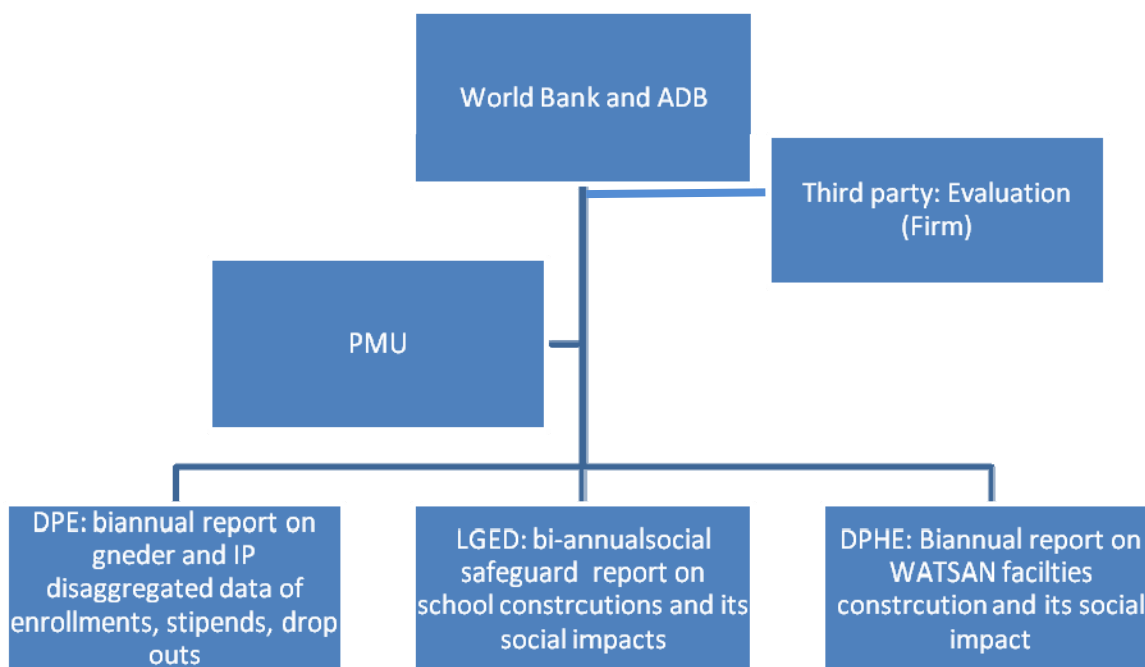 World Bank and ADB
Third party: Evaluation
(Firm)
PMU
DPE: biannual report on
gneder and IP
disaggregated data of
enrollments, stipends, drop
outs
LGED: bi-annualsocial
safeguard report on
school constrcutions and its
social impacts
DPHE: Biannual report on
WATSAN facilties
constrcution and its social
impact